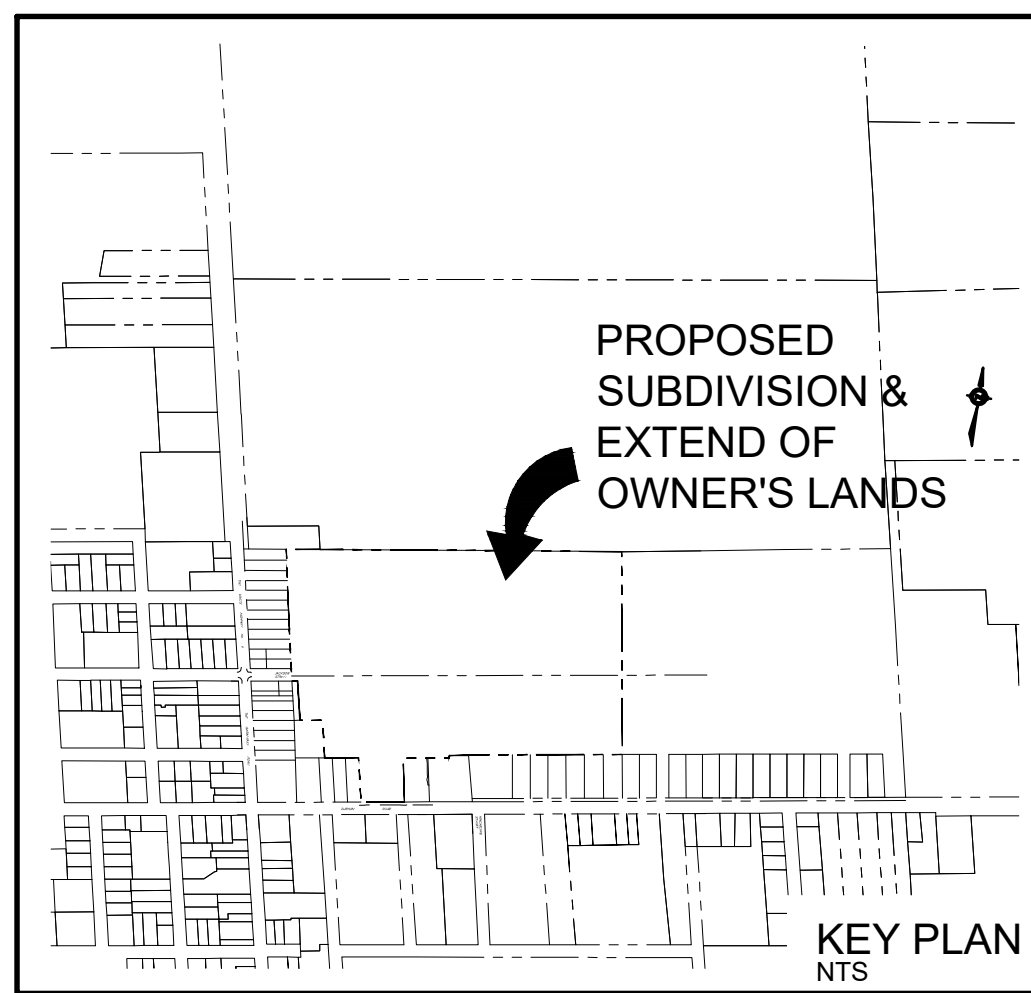 PROPOSED
SUBDIVISION &
EXTEND OF
OWNER'S LANDS
KEY PLAN
NTS